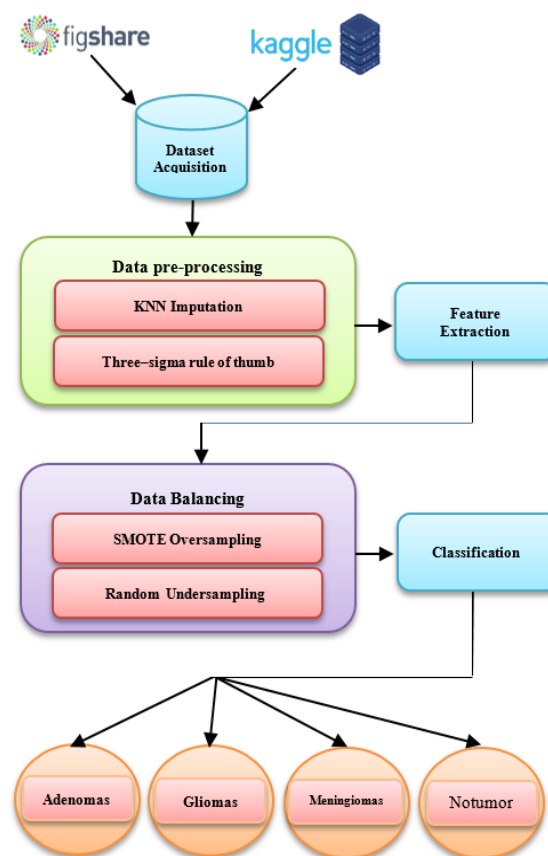 figshare
kaggle
Dataset
Acquisition
Data pre-processing
KNN Imputation
Three–sigma rule of thumb
Feature
Extraction
Data Balancing
SMOTE Oversampling
Random Undersampling
Classification
Adenomas
Gliomas
Meningiomas
Notumor